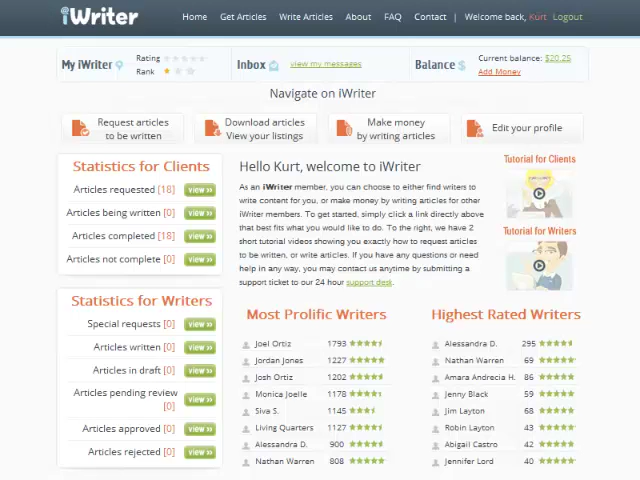 iWriter
Home Get Articles Write Articles About FAQ Contact | Welcome back, Kurt Logout
My iWriter Rating
Rank
Inbox view my messages
Balance $ Current balance: $20.25
Add Money
Navigate on iWriter
Request articles
to be written
Download articles
View your listings
Make money
by writing articles
Edit your profile
Statistics for Clients
Articles requested [18] view »
Articles being written [0] view »
Articles completed [18] view »
Articles not complete [0] view »
Statistics for Writers
Special requests [0] view »
Articles written [0] view »
Articles in draft [0] view »
Articles pending review
[0] view »
Articles approved [0] view »
Articles rejected [0] view »
Hello Kurt, welcome to iWriter
As an iWriter member, you can choose to either find writers to
write content for you, or make money by writing articles for other
iWriter members. To get started, simply click a link directly above
that best fits what you would like to do. To the right, we have 2
short tutorial videos showing you exactly how to request articles
to be written, or write articles. If you have any questions or need
help in any way, you may contact us anytime by submitting a
support ticket to our 24 hour support desk.
Tutorial for Clients
Tutorial for Writers
Most Prolific Writers
Joel Ortiz 1793
Jordan Jones 1227
Josh Ortiz 1202
Monica Joelle 1178
Siva S. 1145
Living Quarters 1127
Alessandra D. 900
Nathan Warren 808
Highest Rated Writers
Alessandra D. 295
Nathan Warren 69
Amara Andrecia H. 86
Jenny Black 59
Jim Layton 68
Robin Layton 43
Abigail Castro 42
Jennifer Lord 40